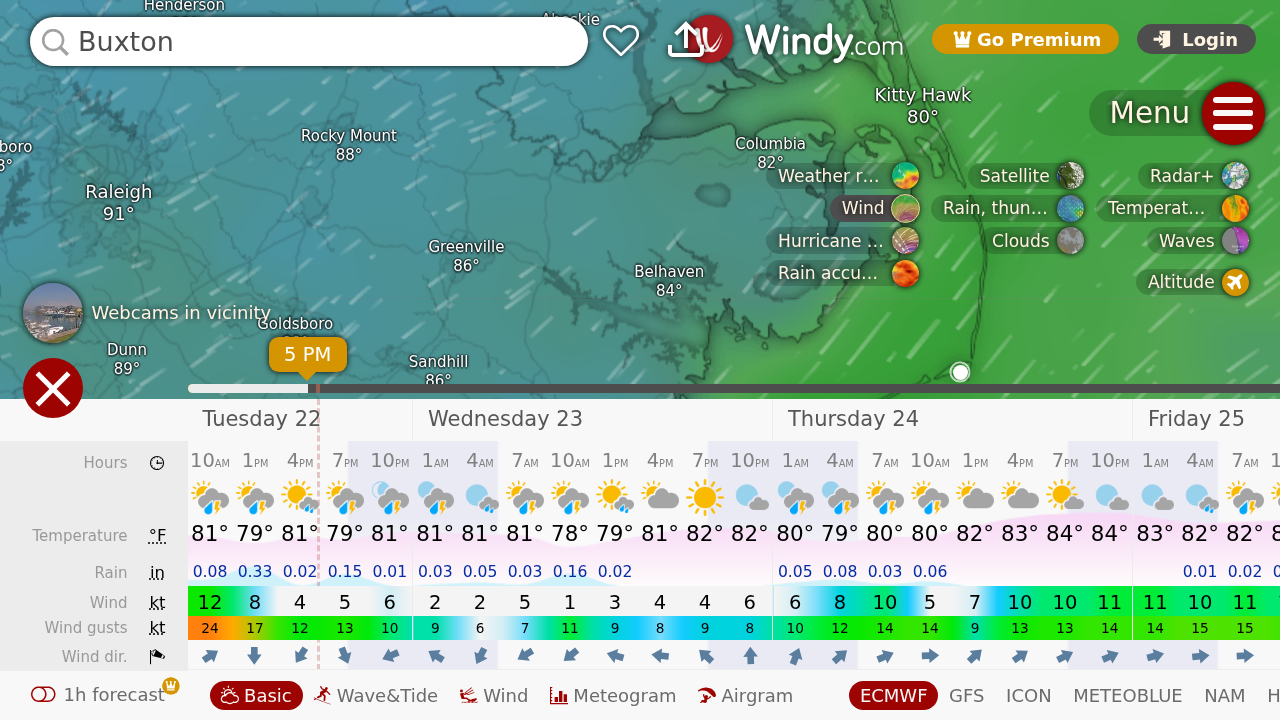 Henderson
Ahoskie
Buxton
Windy.com
Go Premium
Login
Kitty Hawk
80°
Menu
Rocky Mount
88°
Columbia
82°
boro
Raleigh
91°
Weather r...
Satellite
Radar+
Wind
Rain, thun...
Temperat...
Hurricane ...
Clouds
Waves
Rain accu...
Altitude
Greenville
86°
Belhaven
84°
Webcams in vicinity
Goldsboro
5 PM
Dunn
89°
Sandhill
86°
Tuesday 22 Wednesday 23 Thursday 24 Friday 25
Hours 10AM 1PM 4PM 7PM 10PM 1AM 4AM 7AM 10AM 1PM 4PM 7PM 10PM 1AM 4AM 7AM 10AM 1PM 4PM 7PM 10PM 1AM 4AM 7AM 1
Temperature °F 81° 79° 81° 79° 81° 81° 81° 81° 78° 79° 81° 82° 82° 80° 79° 80° 80° 82° 83° 84° 84° 83° 82° 82° 8
Rain in 0.08 0.33 0.02 0.15 0.01 0.03 0.05 0.03 0.16 0.02 0.05 0.08 0.03 0.06 0.01 0.02 0
Wind kt 12 8 4 5 6 2 2 5 1 3 4 4 6 6 8 10 5 7 10 10 11 11 10 11
Wind gusts kt 24 17 12 13 10 9 6 7 11 9 8 9 8 10 12 14 14 9 13 13 14 14 15 15
Wind dir.
1h forecast
Basic
Wave&Tide
Wind
Meteogram
Airgram
ECMWF
GFS
ICON
METEOBLUE
NAM
H